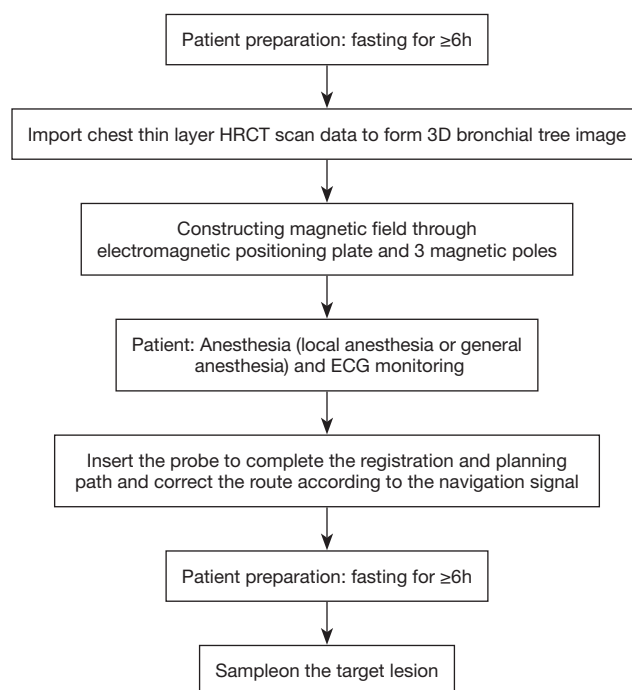 Patient preparation: fasting for ≥6h
Import chest thin layer HRCT scan data to form 3D bronchial tree image
Constructing magnetic field through
electromagnetic positioning plate and 3 magnetic poles
Patient: Anesthesia (local anesthesia or general
anesthesia) and ECG monitoring
Insert the probe to complete the registration and planning
path and correct the route according to the navigation signal
Patient preparation: fasting for ≥6h
Sampleon the target lesion